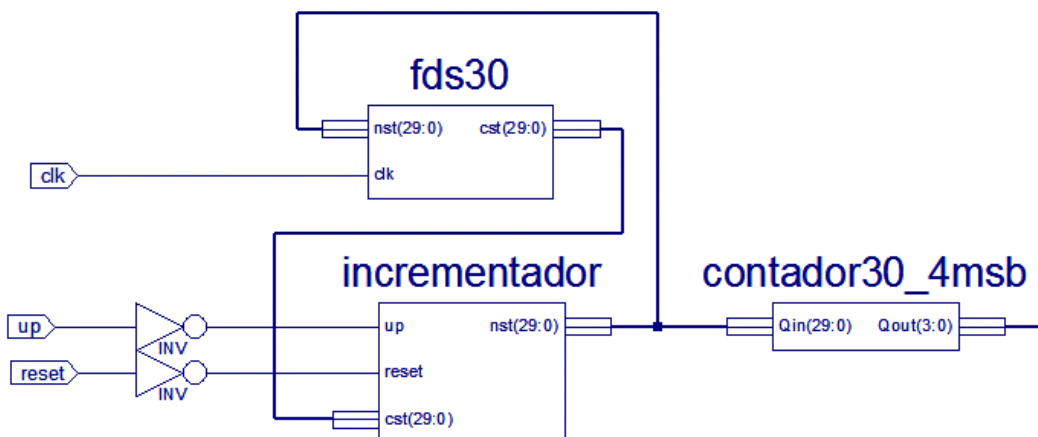 fds30
nst(29:0) cst(29:0)
clk
clk
incrementador
contador30_4msb
up
INV
up
nst(29:0)
Qin(29:0) Qout(3:0)
reset
INV
reset
cst(29:0)